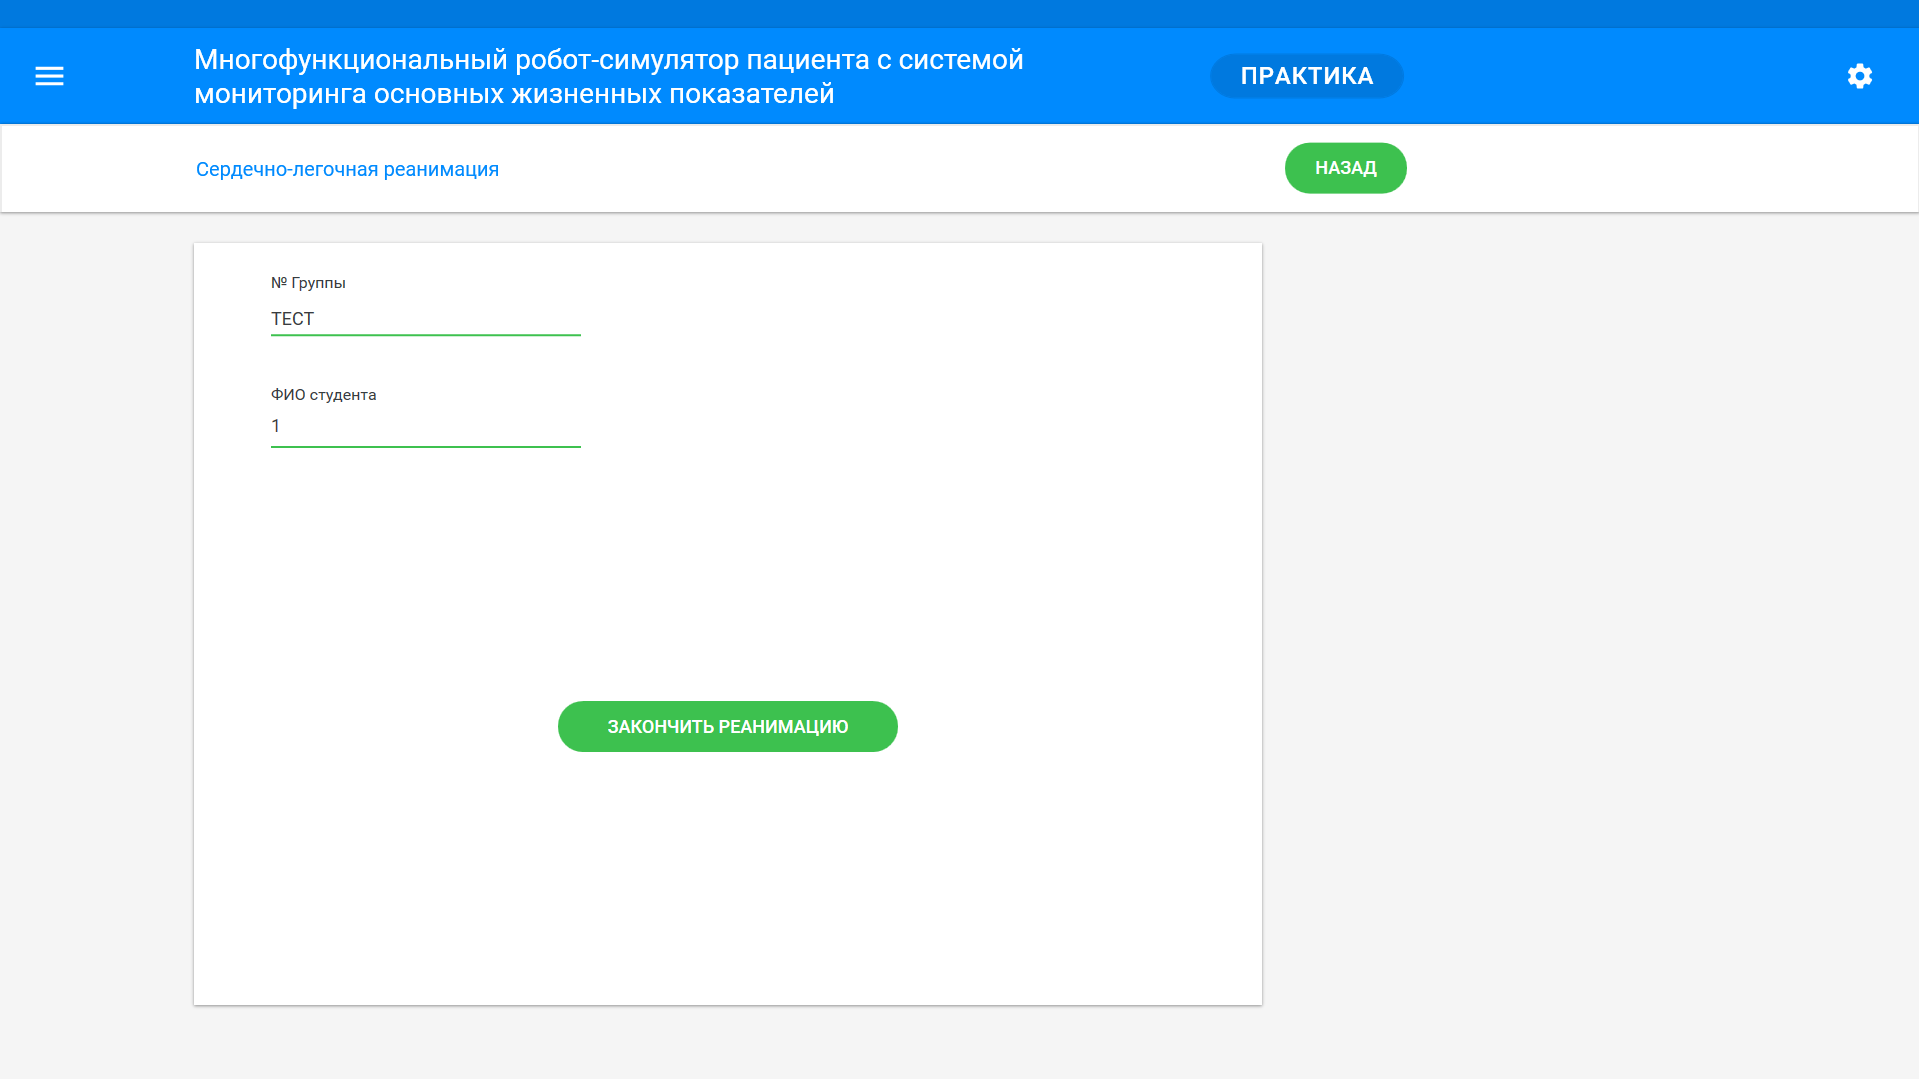 Многофункциональный робот-симулятор пациента с системой
мониторинга основных жизненных показателей
ПРАКТИКА
Сердечно-легочная реанимация
НАЗАД
№ Группы
ТЕСТ
ФИО студента
1
ЗАКОНЧИТЬ РЕАНИМАЦИЮ